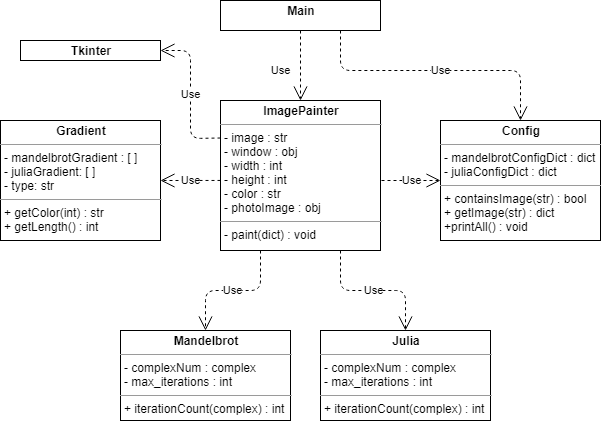 Main
Tkinter
Use
Use
Use
ImagePainter
- image : str
- window : obj
- width : int
- height : int
- color : str
- photoImage : obj
- paint(dict) : void
Gradient
- mandelbrotGradient : [ ]
- juliaGradient: [ ]
- type: str
+ getColor(int) : str
+ getLength() : int
Use
Use
Config
- mandelbrotConfigDict : dict
- juliaConfigDict : dict
+ containsImage(str) : bool
+ getImage(str) : dict
+printAll() : void
Use
Use
Mandelbrot
- complexNum : complex
- max_iterations : int
+ iterationCount(complex) : int
Julia
- complexNum : complex
- max_iterations : int
+ iterationCount(complex) : int